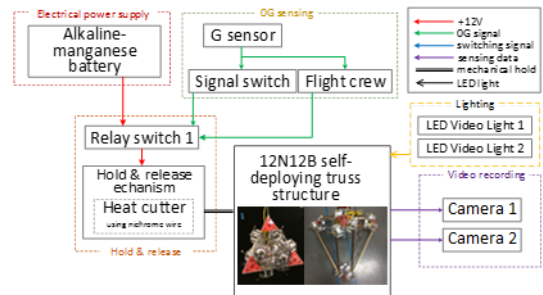 Electrical power supply
Alkaline-
manganese
battery
0G sensing
G sensor
Signal switch
Flight crew
+12V
0G signal
switching signal
sensing data
mechanical hold
LED light
Lighting
LED Video Light 1
LED Video Light 2
Relay switch 1
Hold & release
echanism
Heat cutter
using nichrome wire
Hold & release
12N12B self-
deploying truss
structure
Video recording
Camera 1
Camera 2